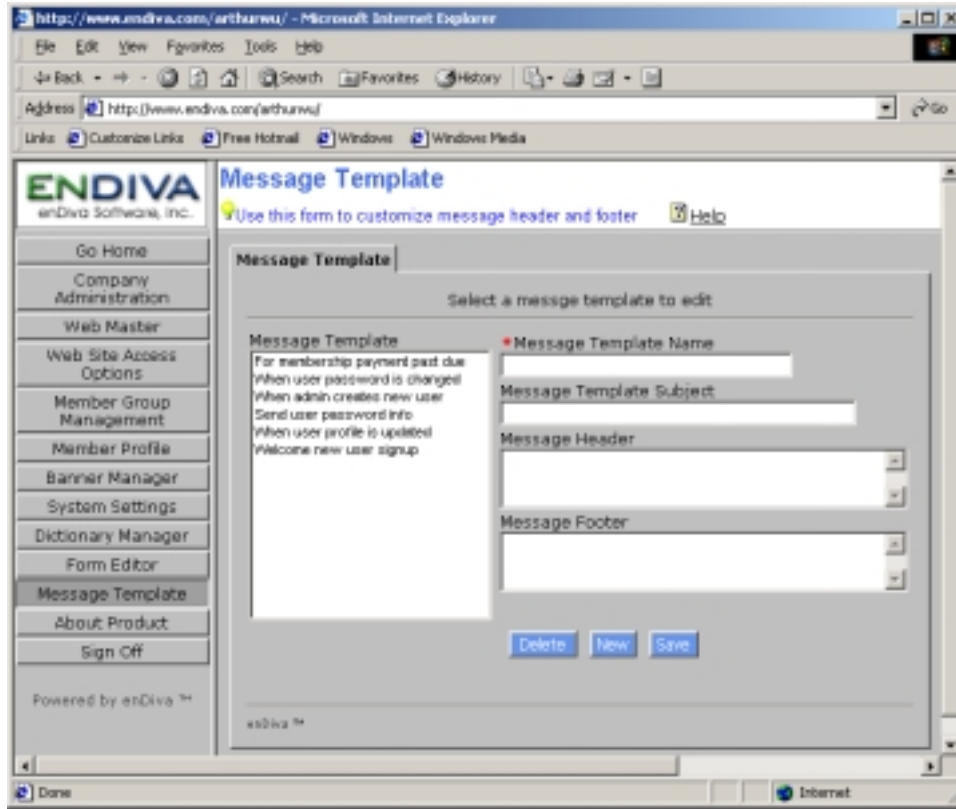 http://www.endiva.com/arthurwu/ - Microsoft Internet Explorer
File Edit View Favorites Tools Help
Back Search Favorites History
Address http://www.endiva.com/arthurwu/ Go
Links Customize Links Free Hotmail Windows Windows Media
ENDIVA
enDiva Software, Inc.
Go Home
Company
Administration
Web Master
Web Site Access
Options
Member Group
Management
Member Profile
Banner Manager
System Settings
Dictionary Manager
Form Editor
Message Template
About Product
Sign Off
Powered by enDiva ™
Message Template
Use this form to customize message header and footer Help
Message Template
Select a messge template to edit
Message Template
For membership payment past due
When user password is changed
When admin creates new user
Send user password info
When user profile is updated
Welcome new user signup
*Message Template Name
Message Template Subject
Message Header
Message Footer
Delete New Save
enDiva ™
Done Internet